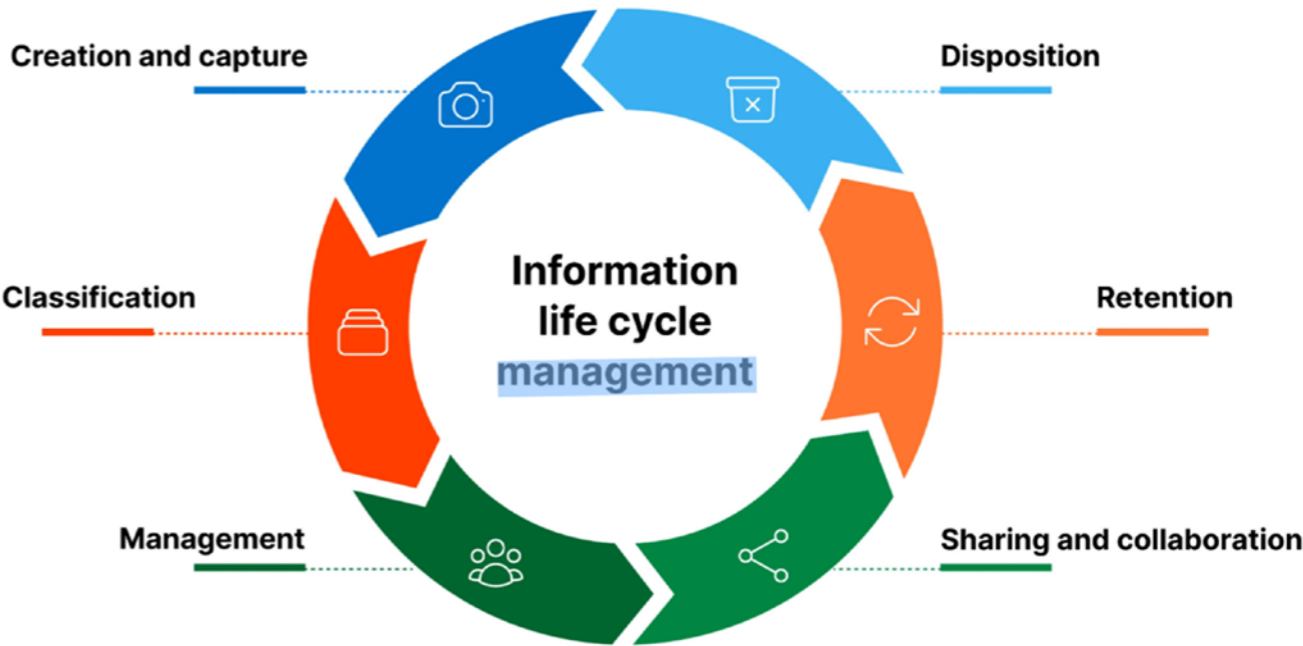 Creation and capture
Disposition
Classification
Information
life cycle
management
Retention
Management
Sharing and collaboration